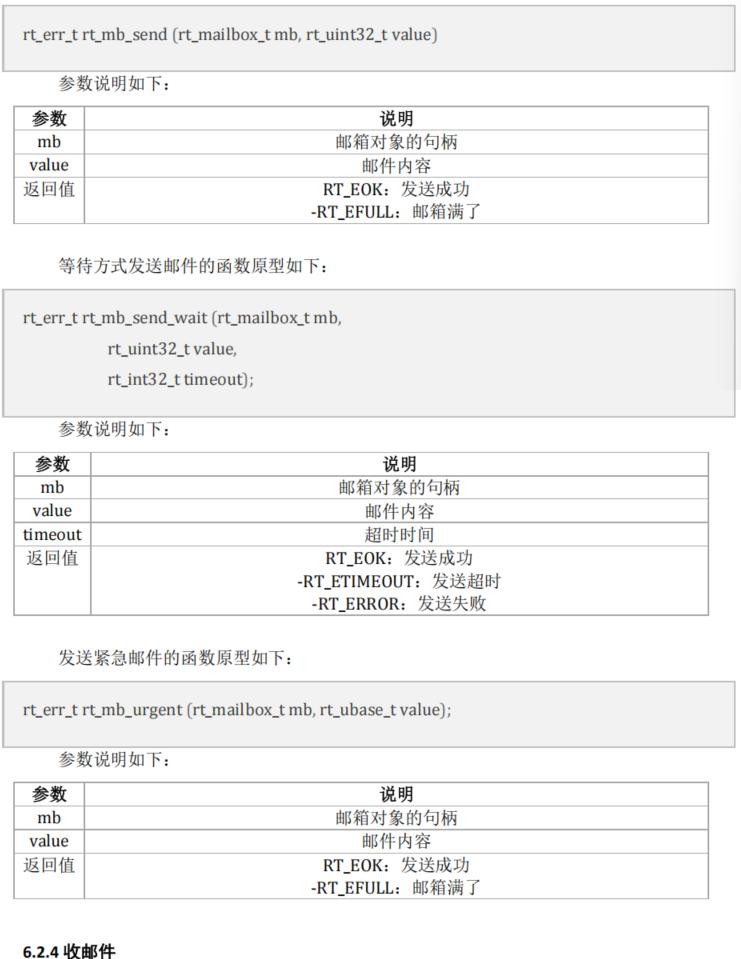 rt_err_t rt_mb_send (rt_mailbox_t mb, rt_uint32_t value)
参数说明如下：
参数 说明
mb 邮箱对象的句柄
value 邮件内容
返回值 RT_EOK：发送成功
-RT_EFULL：邮箱满了
等待方式发送邮件的函数原型如下：
rt_err_t rt_mb_send_wait (rt_mailbox_t mb,
rt_uint32_t value,
rt_int32_t timeout);
参数说明如下：
参数 说明
mb 邮箱对象的句柄
value 邮件内容
timeout 超时时间
返回值 RT_EOK：发送成功
-RT_ETIMEOUT：发送超时
-RT_ERROR：发送失败
发送紧急邮件的函数原型如下：
rt_err_t rt_mb_urgent (rt_mailbox_t mb, rt_ubase_t value);
参数说明如下：
参数 说明
mb 邮箱对象的句柄
value 邮件内容
返回值 RT_EOK：发送成功
-RT_EFULL：邮箱满了
6.2.4 收邮件